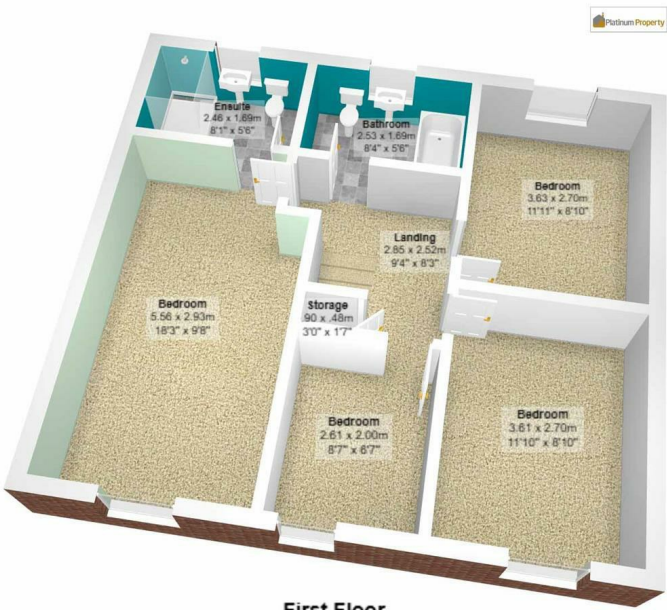 Platinum Property
Ensuite
2.46 x 1.69m
8'1" x 5'6"
Bathroom
2.53 x 1.69m
8'4" x 5'6"
Bedroom
3.63 x 2.70m
11'11" x 8'10"
Landing
2.85 x 2.52m
9'4" x 8'3"
Bedroom
5.56 x 2.93m
18'3" x 9'8"
Storage
.90 x .48m
3'0" x 1'7"
Bedroom
2.61 x 2.00m
8'7" x 6'7"
Bedroom
3.61 x 2.70m
11'10" x 8'10"
First Floor